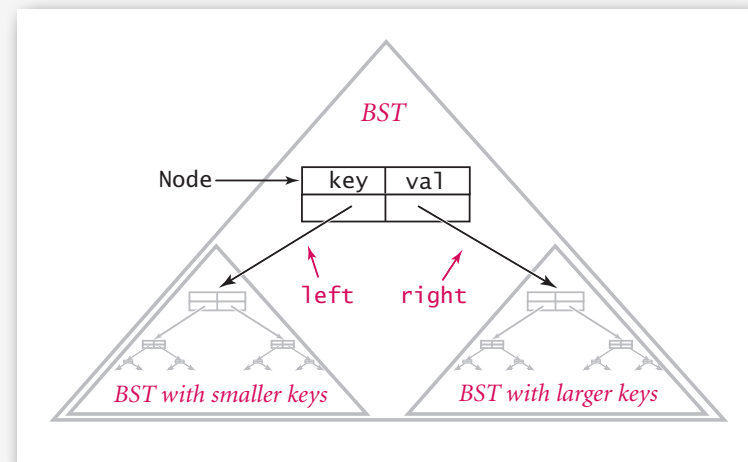 BST
Node
key val
left right
BST with smaller keys
BST with larger keys